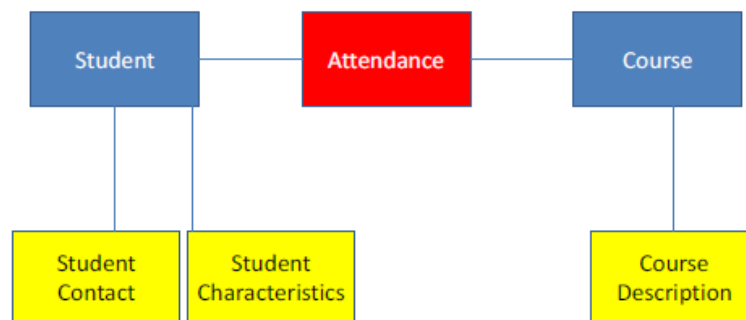 Student
Attendance
Course
Student
Contact
Student
Characteristics
Course
Description